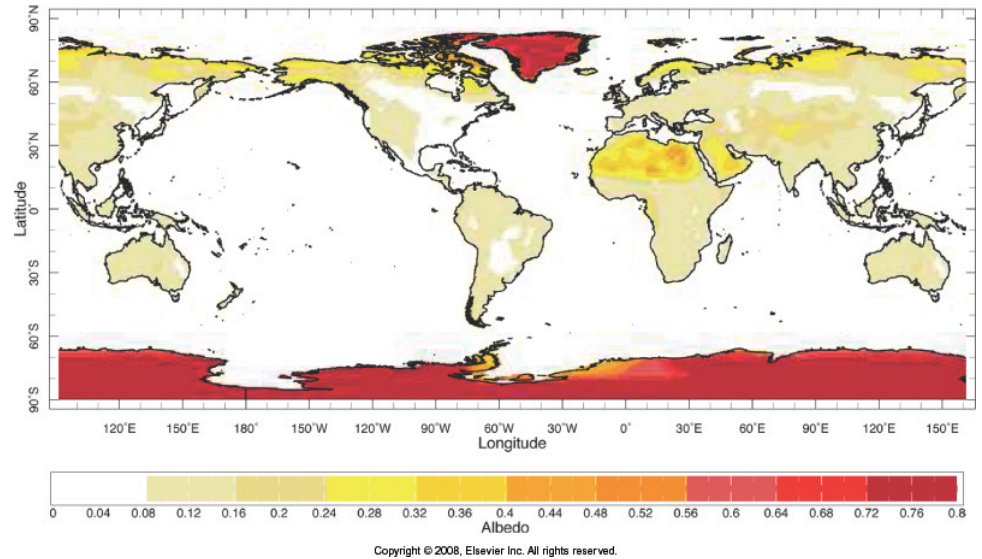 90°N
60°N
30°N
0°
30°S
60°S
90°S
Latitude
120°E 150°E 180° 150°W 120°W 90°W 60°W 30°W 0° 30°E 60°E 90°E 120°E 150°E
Longitude
0 0.04 0.08 0.12 0.16 0.2 0.24 0.28 0.32 0.36 0.4 0.44 0.48 0.52 0.56 0.6 0.64 0.68 0.72 0.76 0.8
Albedo
Copyright © 2008, Elsevier Inc. All rights reserved.